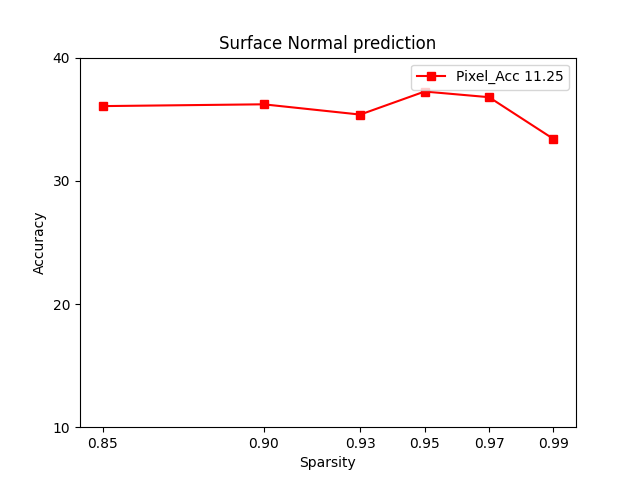 Surface Normal prediction
Pixel_Acc 11.25
40
30
20
10
Accuracy
0.85 0.90 0.93 0.95 0.97 0.99
Sparsity